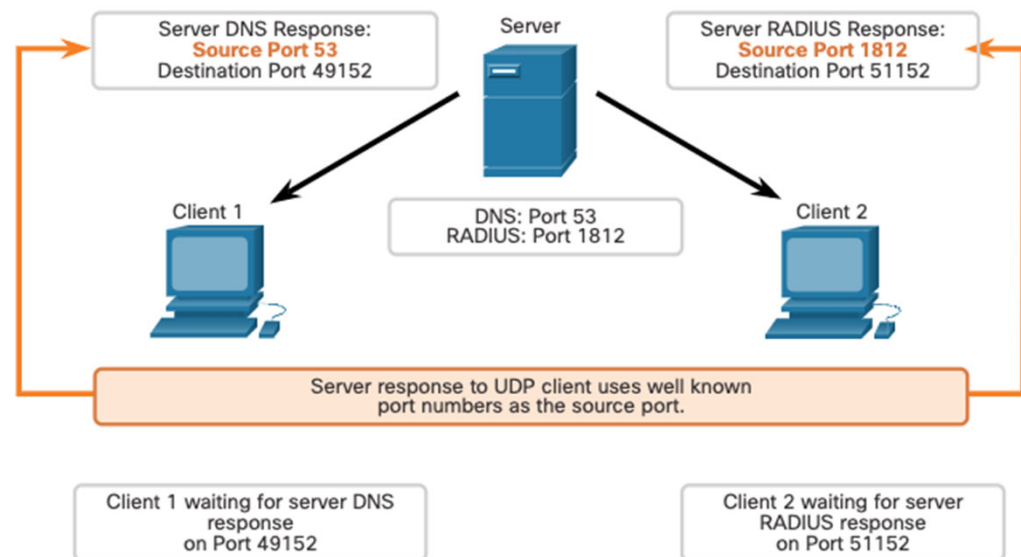 Server DNS Response:
Source Port 53
Destination Port 49152
Server
Server RADIUS Response:
Source Port 1812
Destination Port 51152
Client 1
DNS: Port 53
RADIUS: Port 1812
Client 2
Server response to UDP client uses well known
port numbers as the source port.
Client 1 waiting for server DNS
response
on Port 49152
Client 2 waiting for server
RADIUS response
on Port 51152